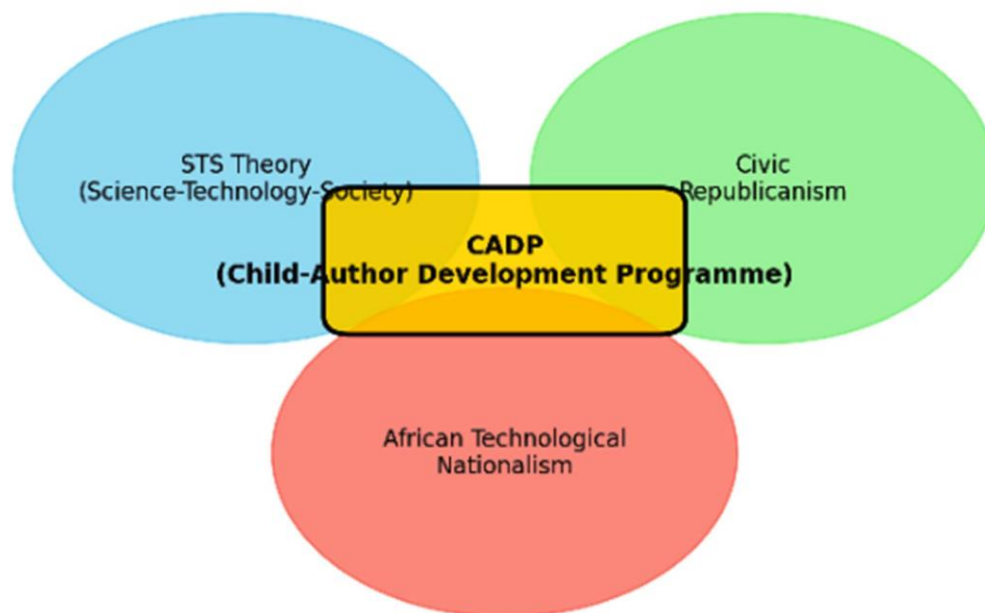 STS Theory
(Science-Technology-Society)
Civic
Republicanism
CADP
(Child-Author Development Programme)
African Technological
Nationalism